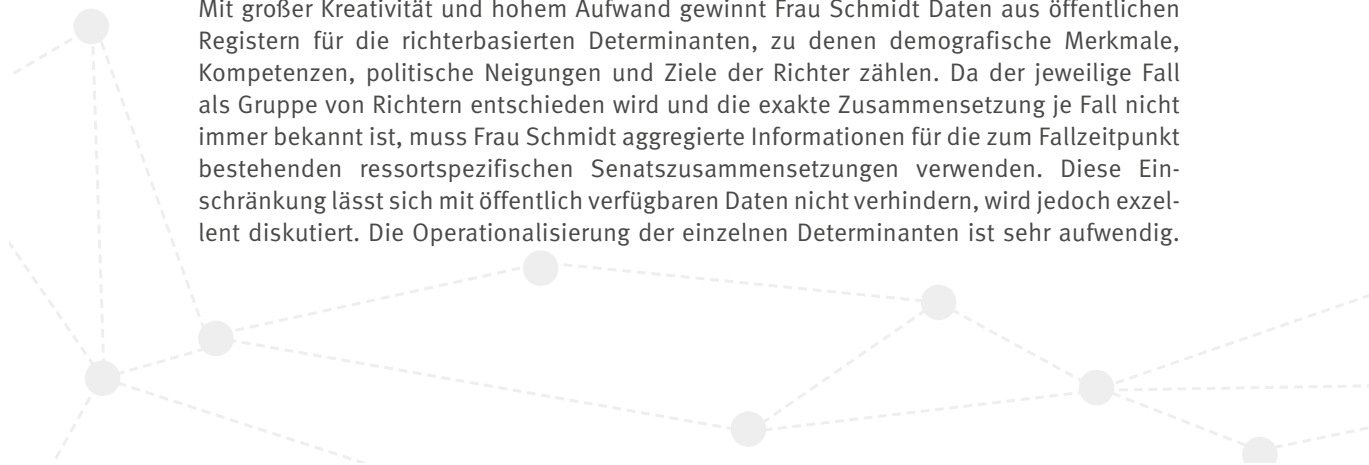 Mit großer Kreativität und hohem Aufwand gewinnt Frau Schmidt Daten aus öffentlichen
Registern für die richterbasierten Determinanten, zu denen demografische Merkmale,
Kompetenzen, politische Neigungen und Ziele der Richter zählen. Da der jeweilige Fall
als Gruppe von Richtern entschieden wird und die exakte Zusammensetzung je Fall nicht
immer bekannt ist, muss Frau Schmidt aggregierte Informationen für die zum Fallzeitpunkt
bestehenden ressortspezifischen Senatszusammensetzungen verwenden. Diese Ein-
schränkung lässt sich mit öffentlich verfügbaren Daten nicht verhindern, wird jedoch exzel-
lent diskutiert. Die Operationalisierung der einzelnen Determinanten ist sehr aufwendig.